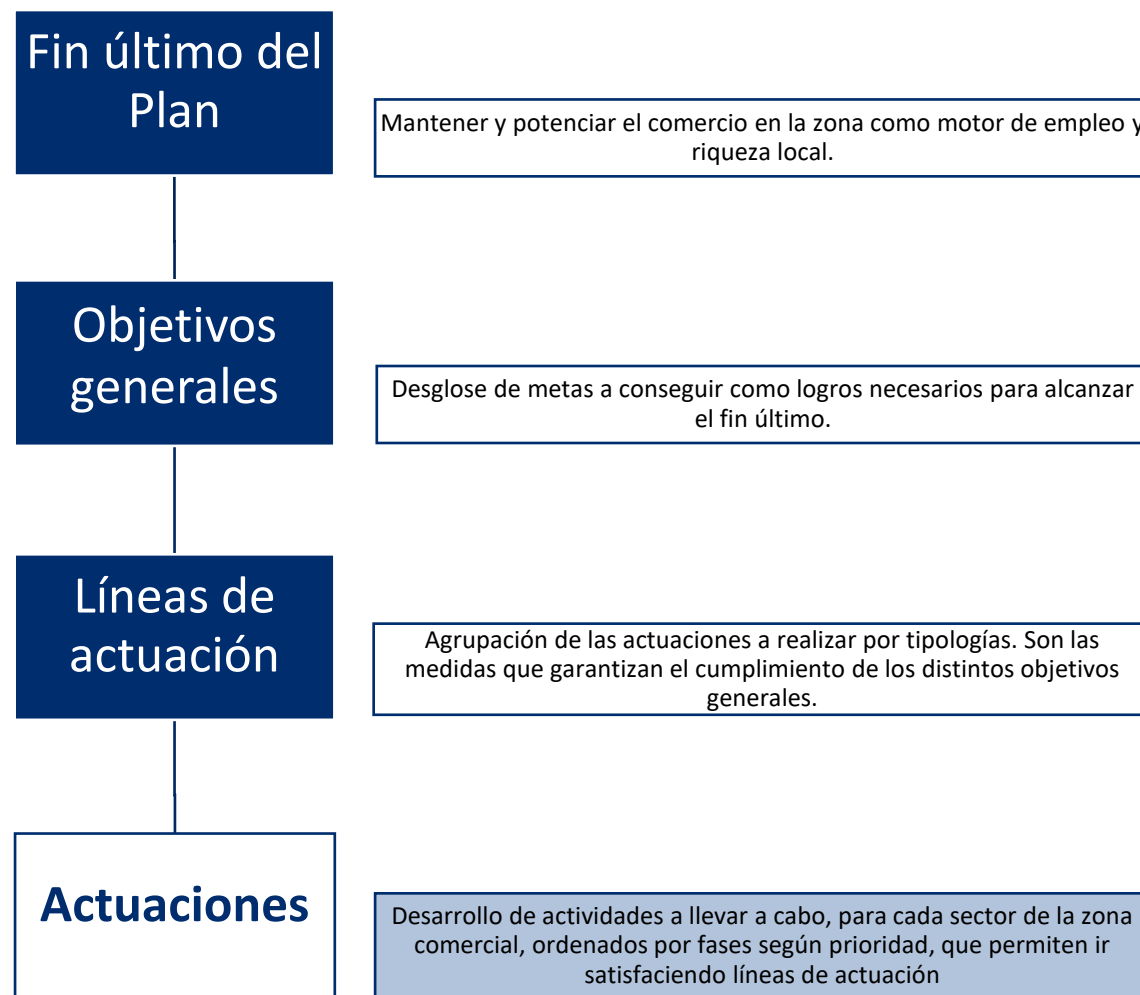 Fin último del
Plan
Mantener y potenciar el comercio en la zona como motor de empleo y
riqueza local.
Objetivos
generales
Desglose de metas a conseguir como logros necesarios para alcanzar
el fin último.
Líneas de
actuación
Agrupación de las actuaciones a realizar por tipologías. Son las
medidas que garantizan el cumplimiento de los distintos objetivos
generales.
Actuaciones
Desarrollo de actividades a llevar a cabo, para cada sector de la zona
comercial, ordenados por fases según prioridad, que permiten ir
satisfaciendo líneas de actuación